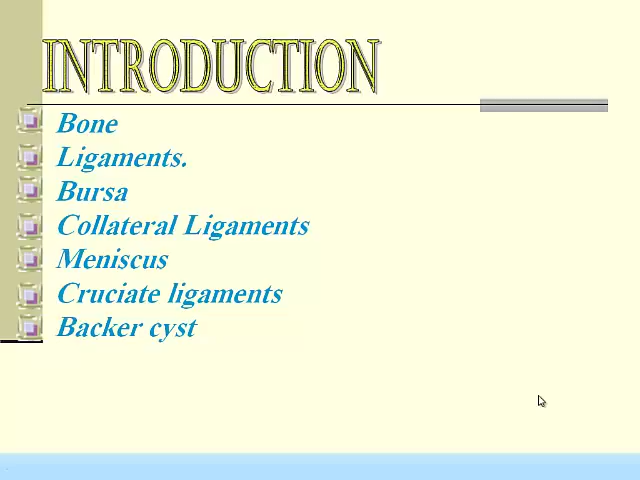 INTRODUCTION
Bone
Ligaments.
Bursa
Collateral Ligaments
Meniscus
Cruciate ligaments
Backer cyst